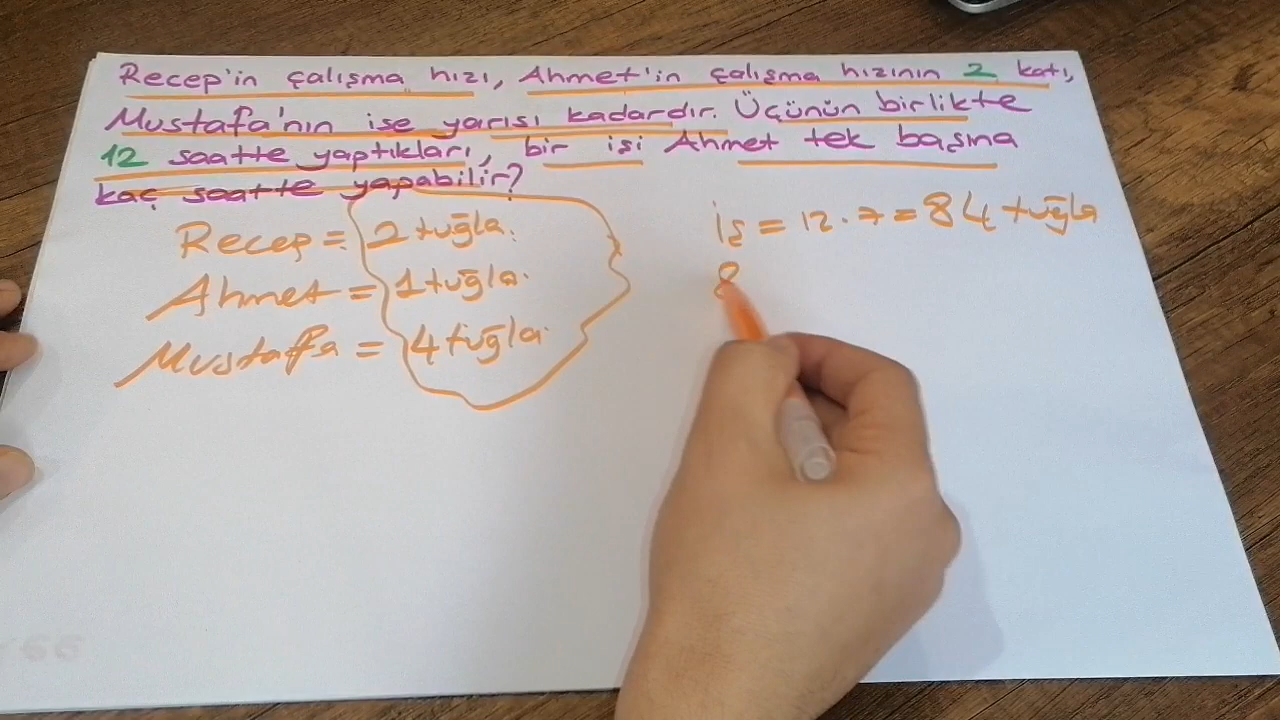 Recep'in çalışma hızı, Ahmet'in çalışma hızının 2 katı,
Mustafa'nın ise yarısı kadardır. Üçünün birlikte
12 saatte yaptıkları, bir işi Ahmet tek başına
kaç saatte yapabilir?
Recep = 2 tuğla.
Ahmet = 1 tuğla.
Mustafa = 4 tuğla.
İş = 12.7 = 84 tuğla
8